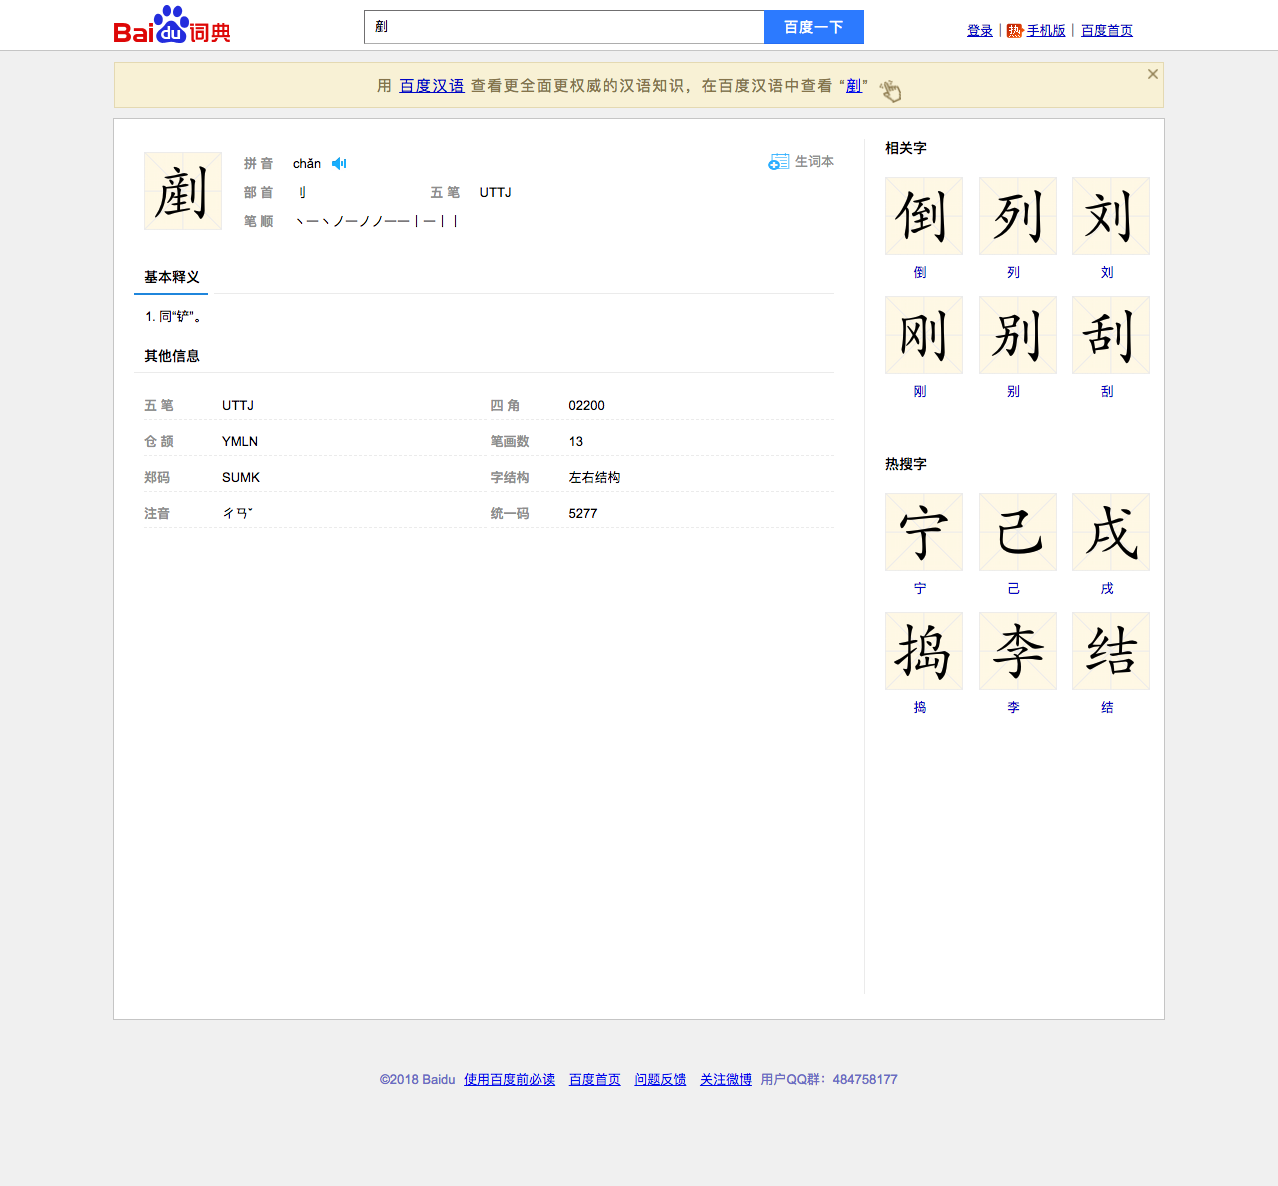 Bai du 词典
剷
百度一下
登录 | 热 手机版 | 百度首页
用 百度汉语 查看更全面更权威的汉语知识，在百度汉语中查看 “剷”
剷
拼 音 chǎn
生词本
部 首 刂 五 笔 UTTJ
笔 顺 丶一丶ノ一ノノ一一丨一丨丨
基本释义
1. 同“铲”。
其他信息
五 笔 UTTJ 四 角 02200
仓 颉 YMLN 笔画数 13
郑码 SUMK 字结构 左右结构
注音 ㄔㄢˇ 统一码 5277
相关字
倒 列 刘
倒 列 刘
刚 别 刮
刚 别 刮
热搜字
宁 己 戌
宁 己 戌
捣 李 结
捣 李 结
©2018 Baidu 使用百度前必读 百度首页 问题反馈 关注微博 用户QQ群：484758177